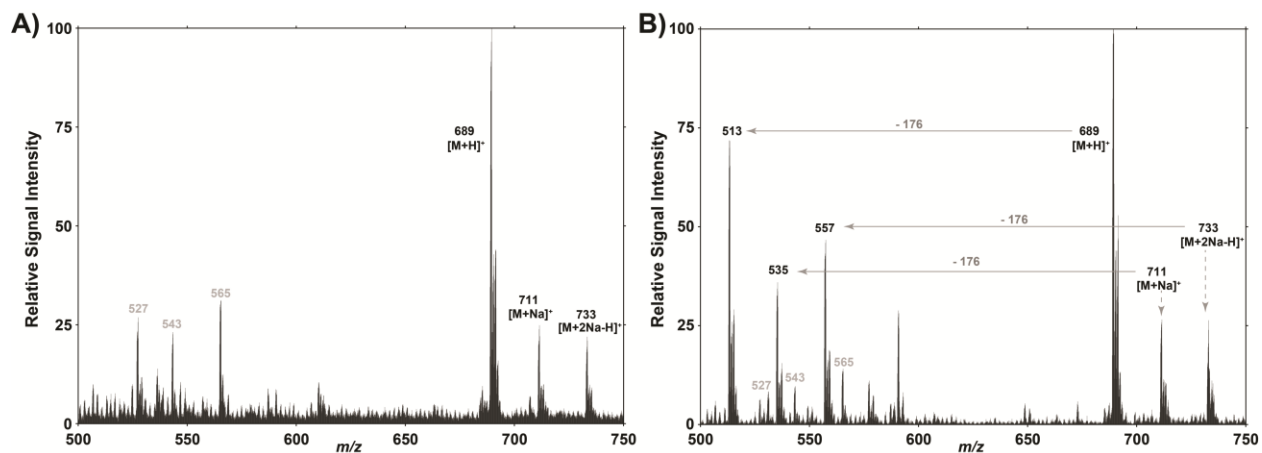 A)
100
75
50
25
0
Relative Signal Intensity
527
543
565
689
[M+H]⁺
711
[M+Na]⁺
733
[M+2Na-H]⁺
500 550 600 650 700 750
m/z
B)
100
75
50
25
0
Relative Signal Intensity
- 176
513
689
[M+H]⁺
- 176
557
733
[M+2Na-H]⁺
- 176
535
711
[M+Na]⁺
527
543
565
500 550 600 650 700 750
m/z